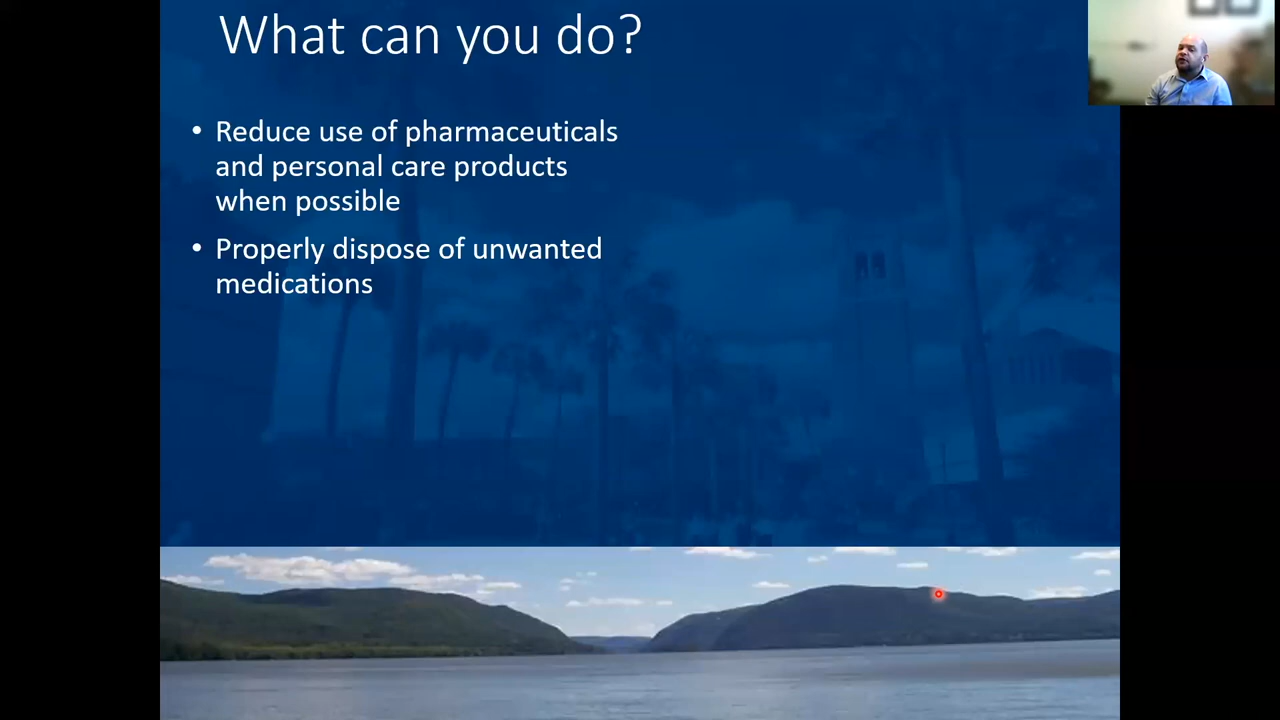 What can you do?
• Reduce use of pharmaceuticals
and personal care products
when possible
• Properly dispose of unwanted
medications